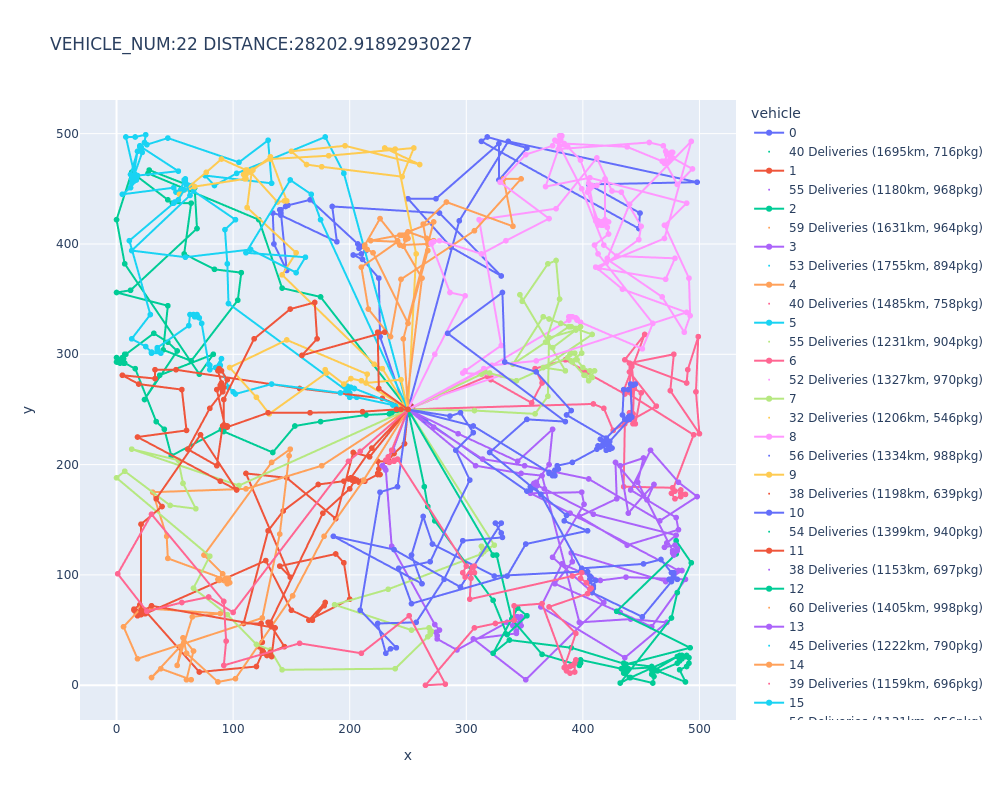 VEHICLE_NUM:22 DISTANCE:28202.91892930227
vehicle
0
40 Deliveries (1695km, 716pkg)
1
55 Deliveries (1180km, 968pkg)
2
59 Deliveries (1631km, 964pkg)
3
53 Deliveries (1755km, 894pkg)
4
40 Deliveries (1485km, 758pkg)
5
55 Deliveries (1231km, 904pkg)
6
52 Deliveries (1327km, 970pkg)
7
32 Deliveries (1206km, 546pkg)
8
56 Deliveries (1334km, 988pkg)
9
38 Deliveries (1198km, 639pkg)
10
54 Deliveries (1399km, 940pkg)
11
38 Deliveries (1153km, 697pkg)
12
60 Deliveries (1405km, 998pkg)
13
45 Deliveries (1222km, 790pkg)
14
39 Deliveries (1159km, 696pkg)
15
56 Deliveries (1131km, 956pkg)
500
400
300
200
100
0
y
0 100 200 300 400 500
x